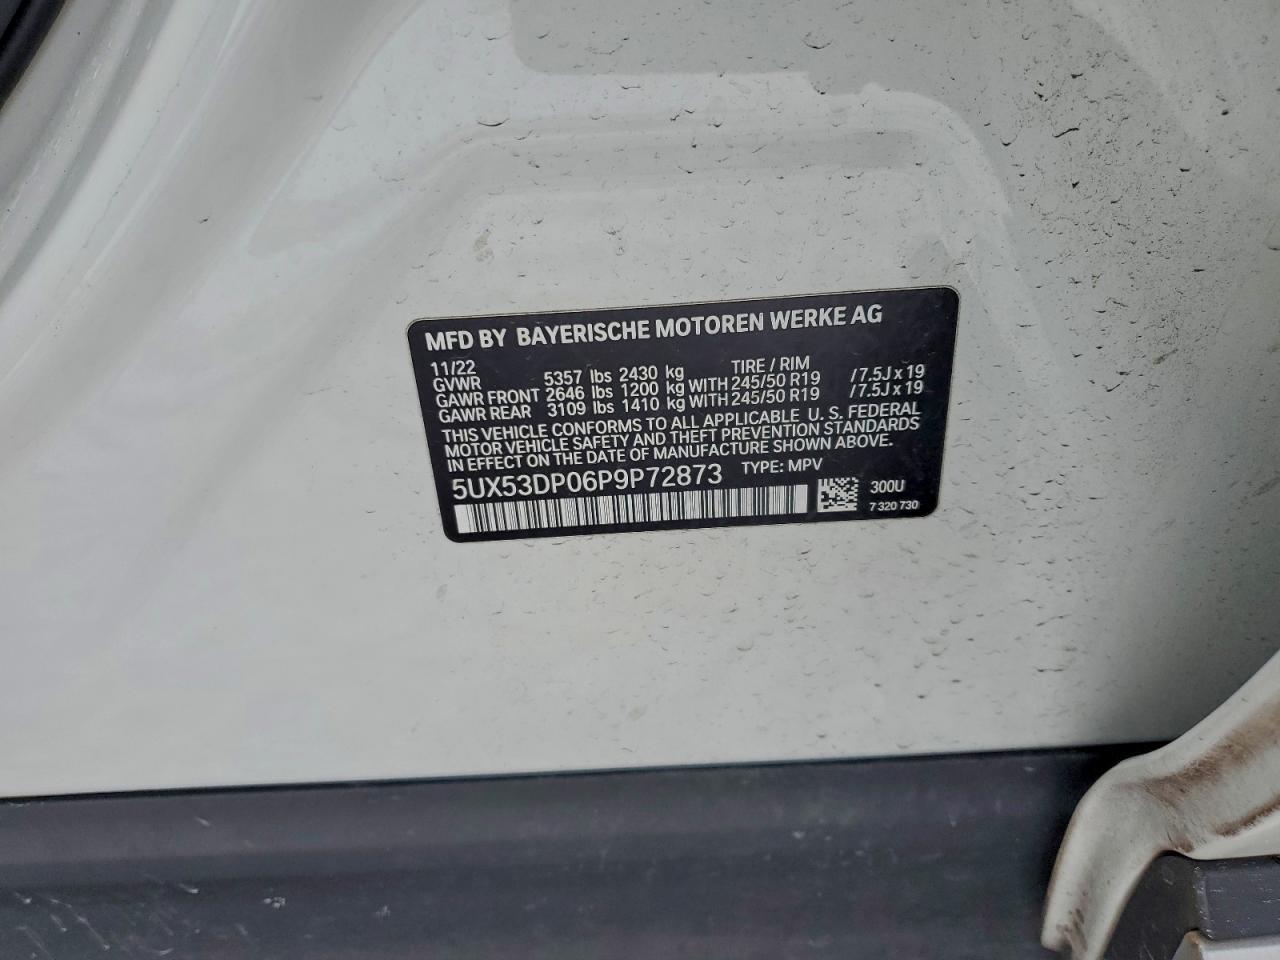 MFD BY BAYERISCHE MOTOREN WERKE AG
11/22 TIRE / RIM
GVWR 5357 lbs 2430 kg
GAWR FRONT 2646 lbs 1200 kg WITH 245/50 R19 / 7.5J x 19
GAWR REAR 3109 lbs 1410 kg WITH 245/50 R19 / 7.5J x 19
THIS VEHICLE CONFORMS TO ALL APPLICABLE U. S. FEDERAL
MOTOR VEHICLE SAFETY AND THEFT PREVENTION STANDARDS
IN EFFECT ON THE DATE OF MANUFACTURE SHOWN ABOVE.
5UX53DP06P9P72873 TYPE: MPV
300U
7 320 730